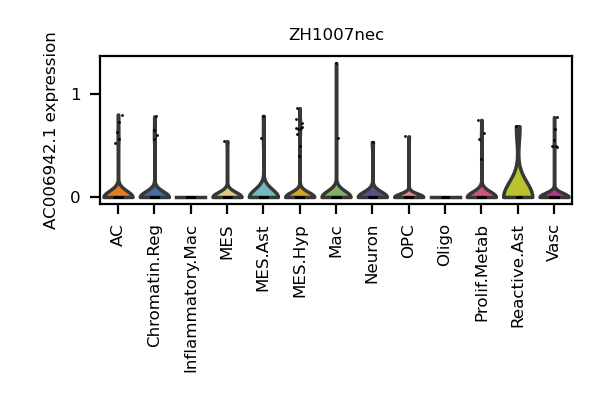 ZH1007nec
AC006942.1 expression
1
0
AC
Chromatin.Reg
Inflammatory.Mac
MES
MES.Ast
MES.Hyp
Mac
Neuron
OPC
Oligo
Prolif.Metab
Reactive.Ast
Vasc